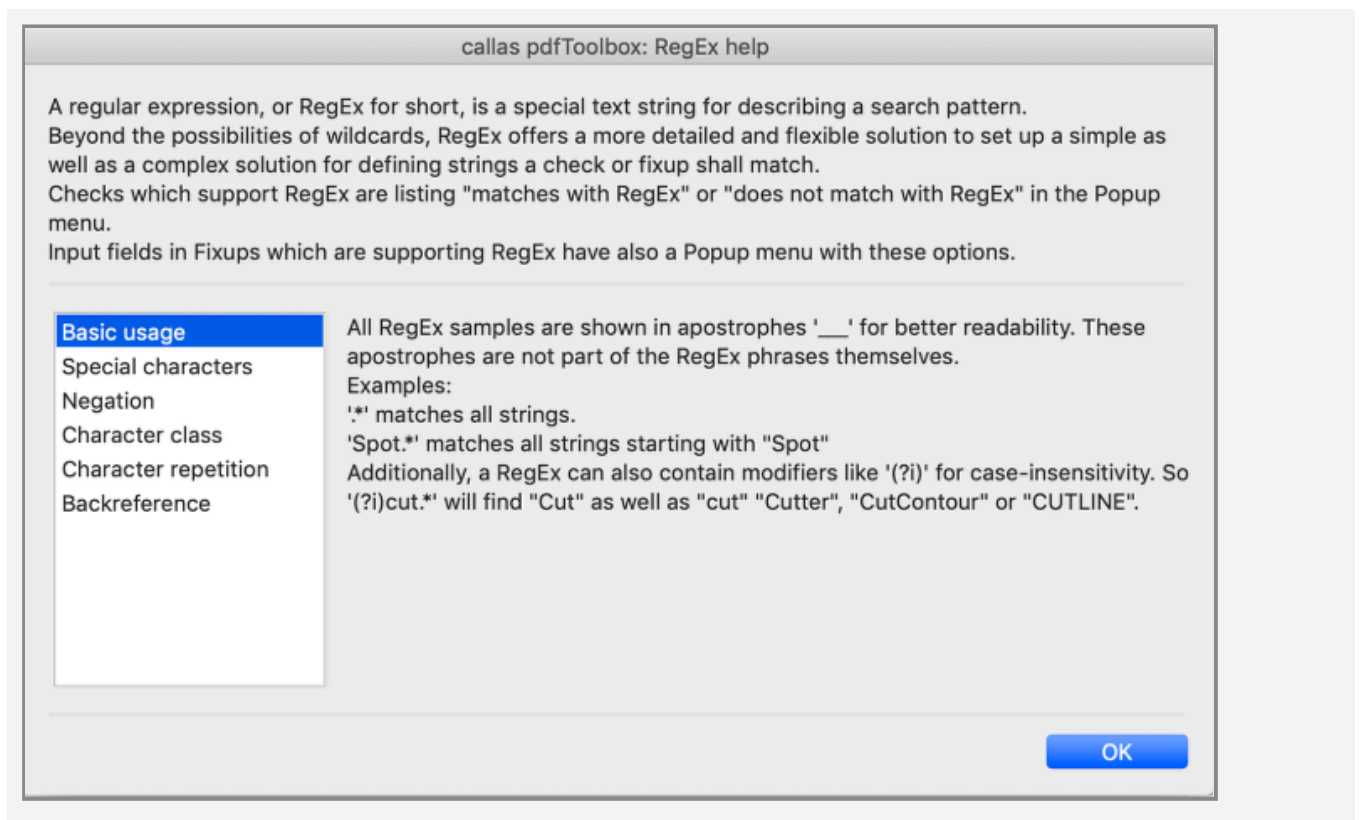 callas pdfToolbox: RegEx help
A regular expression, or RegEx for short, is a special text string for describing a search pattern.
Beyond the possibilities of wildcards, RegEx offers a more detailed and flexible solution to set up a simple as
well as a complex solution for defining strings a check or fixup shall match.
Checks which support RegEx are listing "matches with RegEx" or "does not match with RegEx" in the Popup
menu.
Input fields in Fixups which are supporting RegEx have also a Popup menu with these options.
Basic usage
Special characters
Negation
Character class
Character repetition
Backreference
All RegEx samples are shown in apostrophes '___' for better readability. These
apostrophes are not part of the RegEx phrases themselves.
Examples:
'.*' matches all strings.
'Spot.*' matches all strings starting with "Spot"
Additionally, a RegEx can also contain modifiers like '(?i)' for case-insensitivity. So
'(?i)cut.*' will find "Cut" as well as "cut" "Cutter", "CutContour" or "CUTLINE".
OK